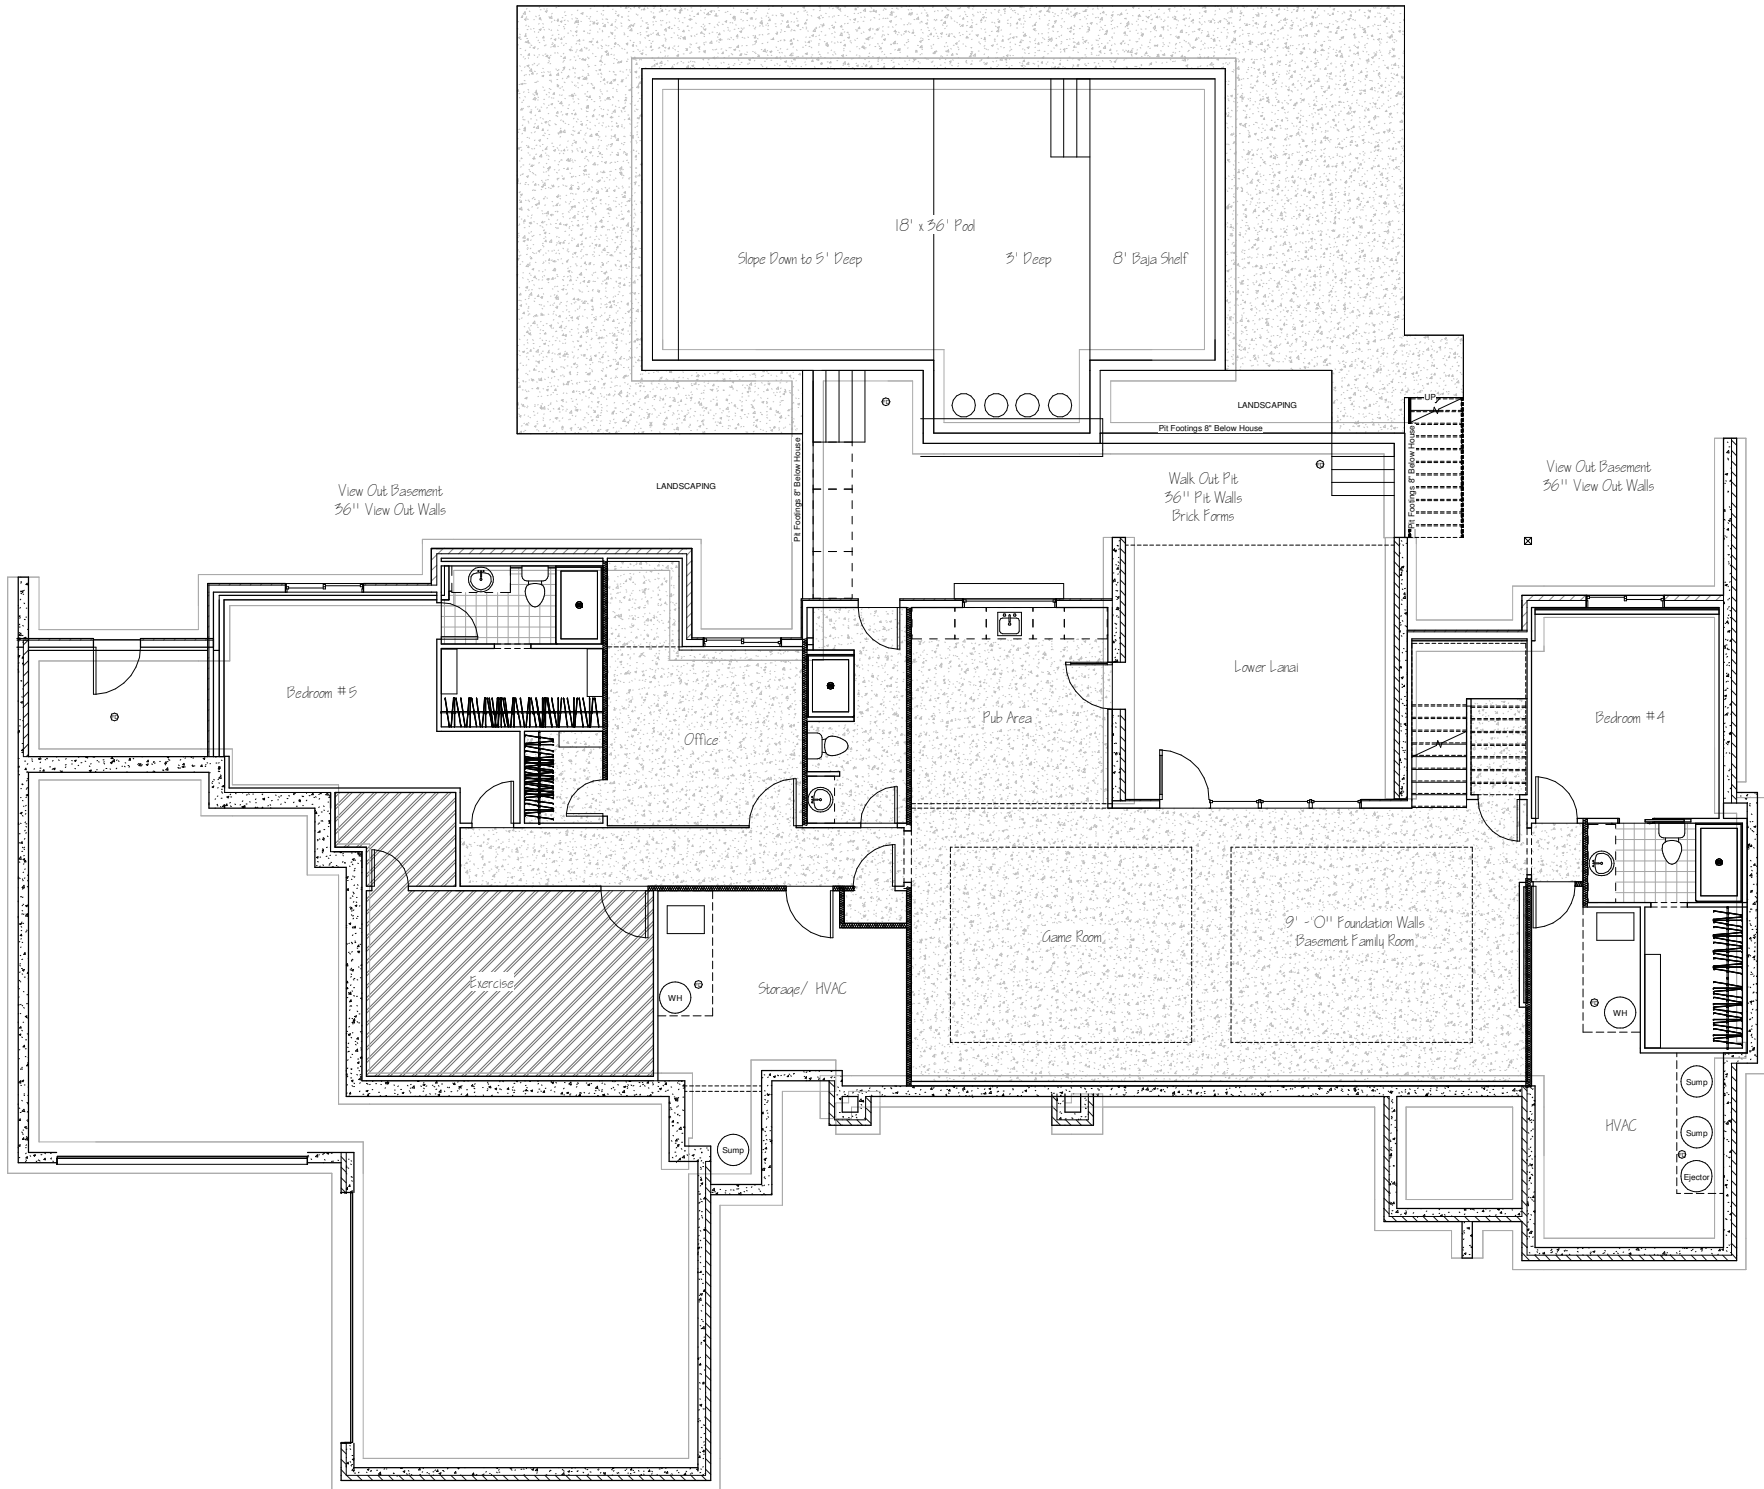 18' x 36' Pool
Slope Down to 5' Deep
3' Deep
8' Baja Shelf
UP
LANDSCAPING
Pit Footings 8" Below House
Pit Footings 8" Below House
Pit Footings 8" Below House
View Out Basement
36" View Out Walls
LANDSCAPING
Walk Out Pit
36" Pit Walls
Brick Forms
View Out Basement
36" View Out Walls
Bedroom #5
Office
Pub Area
Lower Lanai
Bedroom #4
Exercise
WH
Storage/ HVAC
Game Room
9' - 0" Foundation Walls
Basement Family Room
WH
Sump
Sump
Sump
Ejector
HVAC